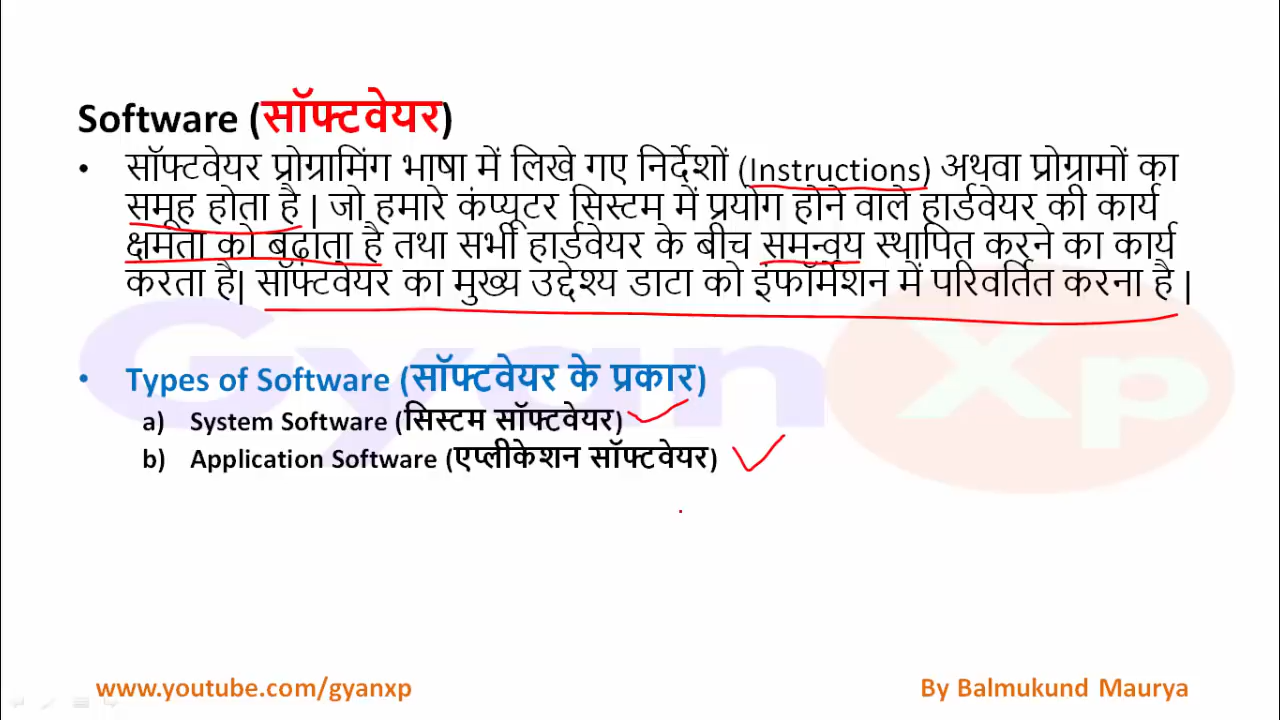 Software (सॉफ्टवेयर)
• सॉफ्टवेयर प्रोग्रामिंग भाषा में लिखे गए निर्देशों (Instructions) अथवा प्रोग्रामों का
समूह होता है | जो हमारे कंप्यूटर सिस्टम में प्रयोग होने वाले हार्डवेयर की कार्य
क्षमता को बढ़ाता है तथा सभी हार्डवेयर के बीच समन्वय स्थापित करने का कार्य
करता है| सॉफ्टवेयर का मुख्य उद्देश्य डाटा को इंफॉर्मेशन में परिवर्तित करना है |
Gyan Xp
• Types of Software (सॉफ्टवेयर के प्रकार)
a) System Software (सिस्टम सॉफ्टवेयर)
b) Application Software (एप्लीकेशन सॉफ्टवेयर)
www.youtube.com/gyanxp
By Balmukund Maurya